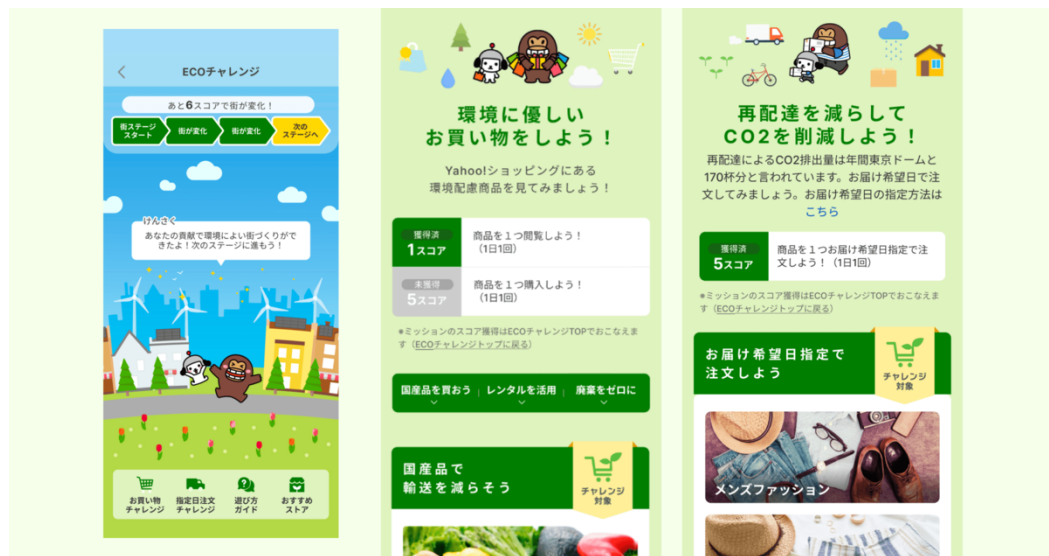 ECOチャレンジ
あと6スコアで街が変化！
街ステージ
スタート
街が変化
街が変化
次の
ステージへ
けんさく
あなたの貢献で環境によい街づくりがで
きたよ！次のステージに進もう！
お買い物
チャレンジ
指定日注文
チャレンジ
遊び方
ガイド
おすすめ
ストア
環境に優しい
お買い物をしよう！
Yahoo!ショッピングにある
環境配慮商品を見てみましょう！
獲得済
1スコア
商品を１つ閲覧しよう！
（1日1回）
未獲得
5スコア
商品を１つ購入しよう！
（1日1回）
※ミッションのスコア獲得はECOチャレンジTOPでおこなえま
す（ECOチャレンジトップに戻る）
国産品を買おう
レンタルを活用
廃棄をゼロに
国産品で
輸送を減らそう
チャレンジ
対象
再配達を減らして
CO2を削減しよう！
再配達によるCO2排出量は年間東京ドームと
170杯分と言われています。お届け希望日で注
文してみましょう。お届け希望日の指定方法は
こちら
獲得済
5スコア
商品を１つお届け希望日指定で注
文しよう！（1日1回）
※ミッションのスコア獲得はECOチャレンジTOPでおこなえま
す（ECOチャレンジトップに戻る）
お届け希望日指定で
注文しよう
チャレンジ
対象
メンズファッション